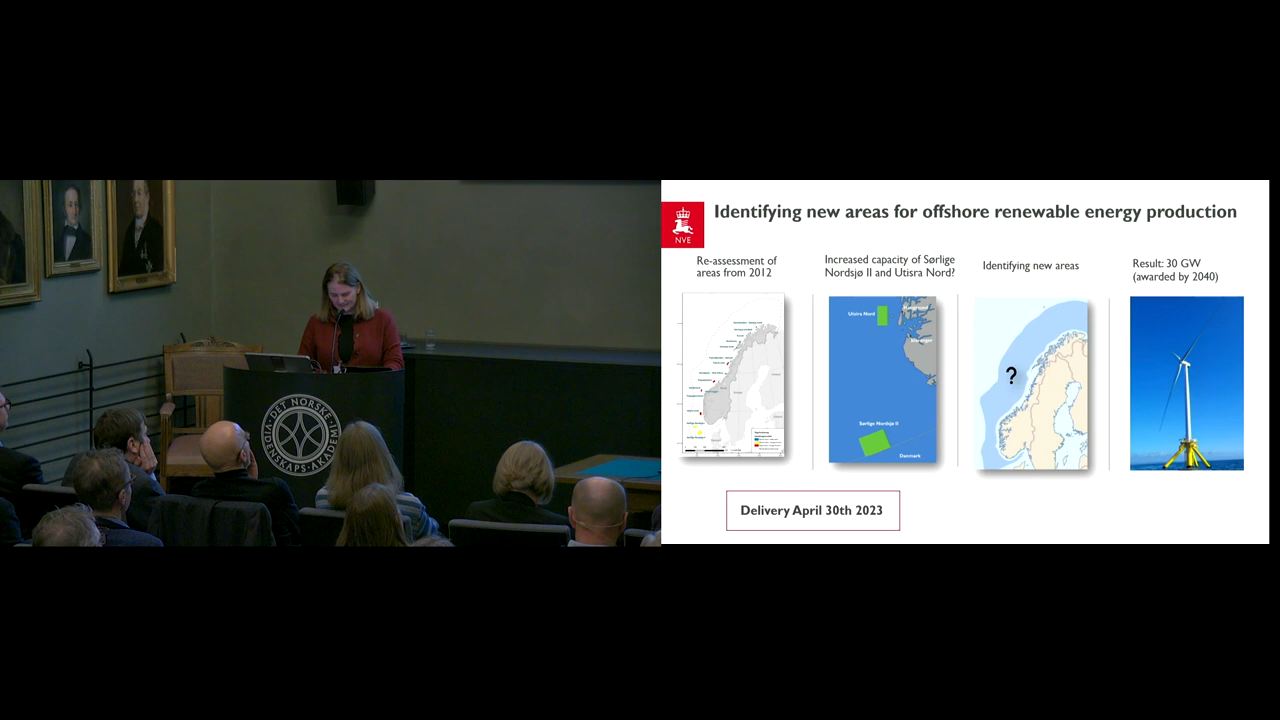 Identifying new areas for offshore renewable energy production
NVE
Re-assessment of
areas from 2012
Increased capacity of Sørlige
Nordsjø II and Utisra Nord?
Identifying new areas
Result: 30 GW
(awarded by 2040)
Utsira Nord
Stavanger
Sørlige Nordsjø II
Danmark
?
Delivery April 30th 2023
DET NORSKE
VIDENSKAPS-AKADEMI